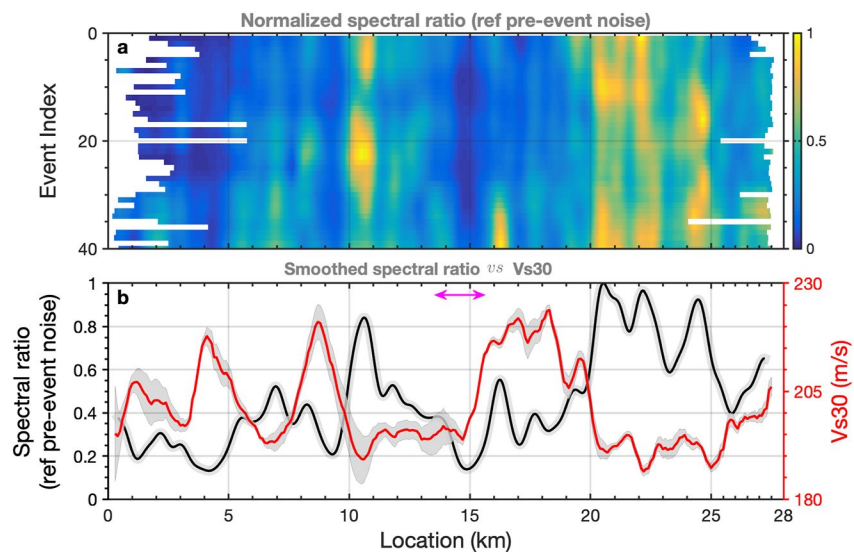 Normalized spectral ratio (ref pre-event noise)
a
Event Index
0
20
40
1
0.5
0
Smoothed spectral ratio vs Vs30
b
Spectral ratio
(ref pre-event noise)
1
0.8
0.6
0.4
0.2
0
230
205
180
Vs30 (m/s)
0 5 10 15 20 25 28
Location (km)